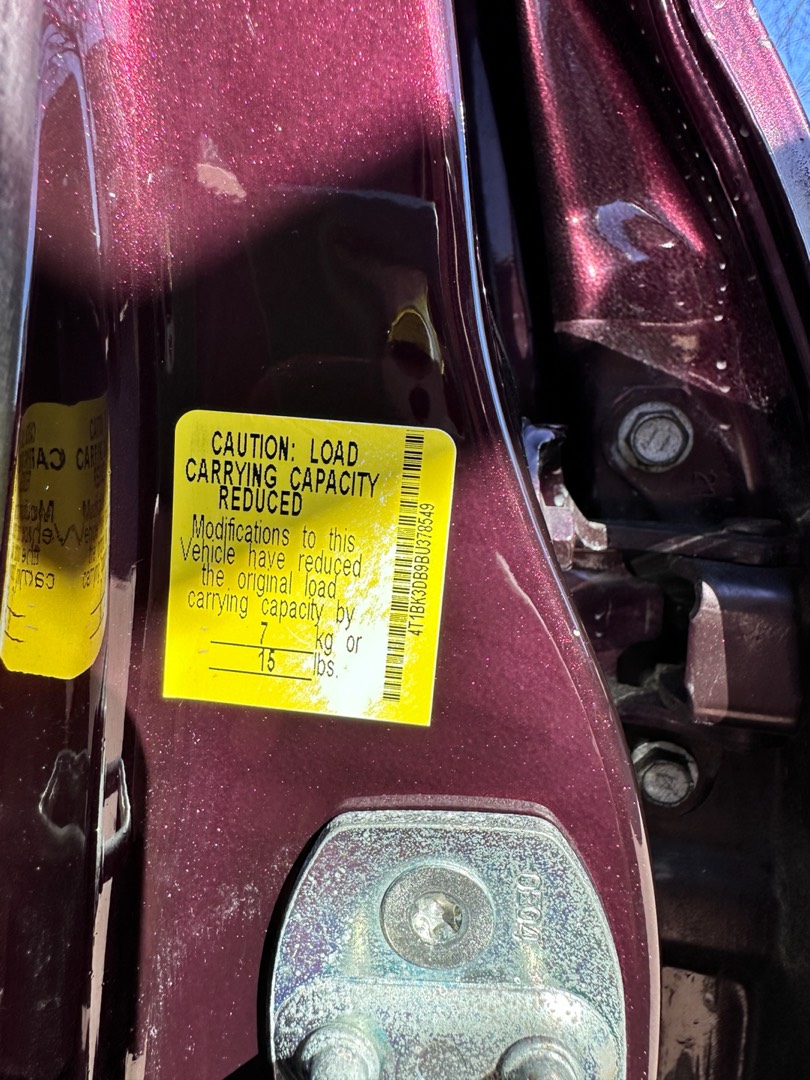 CAUTION: LOAD
CARRYING CAPACITY
REDUCED
Modifications to this
Vehicle have reduced
the original load
carrying capacity by
7 kg or
15 lbs.
4T1BK3DB9BU378549